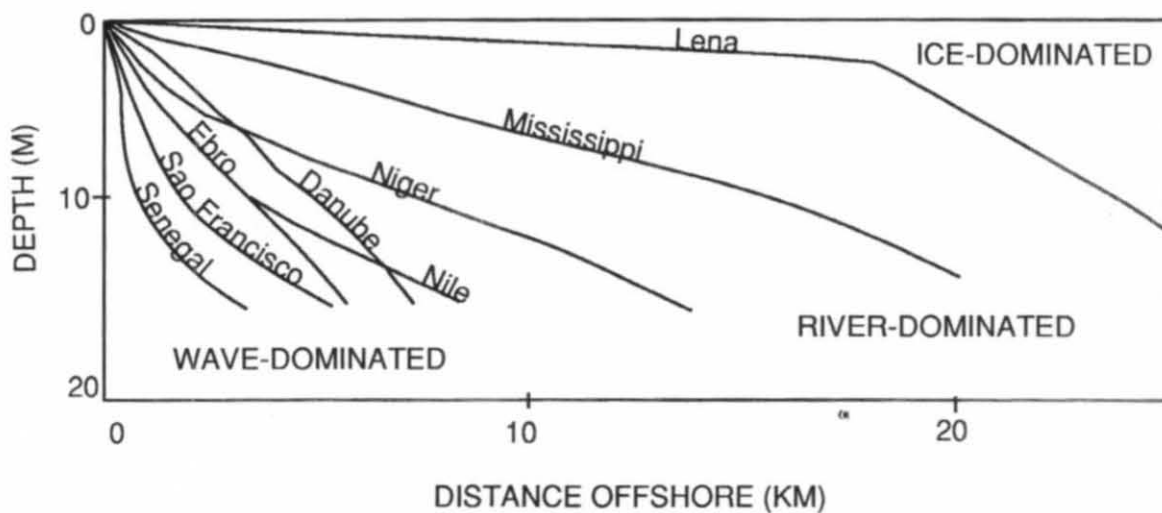 0
Lena
ICE-DOMINATED
Mississippi
DEPTH (M)
Ebro
Niger
Danube
Sao Francisco
10
Senegal
Nile
RIVER-DOMINATED
WAVE-DOMINATED
20
0
10
α
20
DISTANCE OFFSHORE (KM)